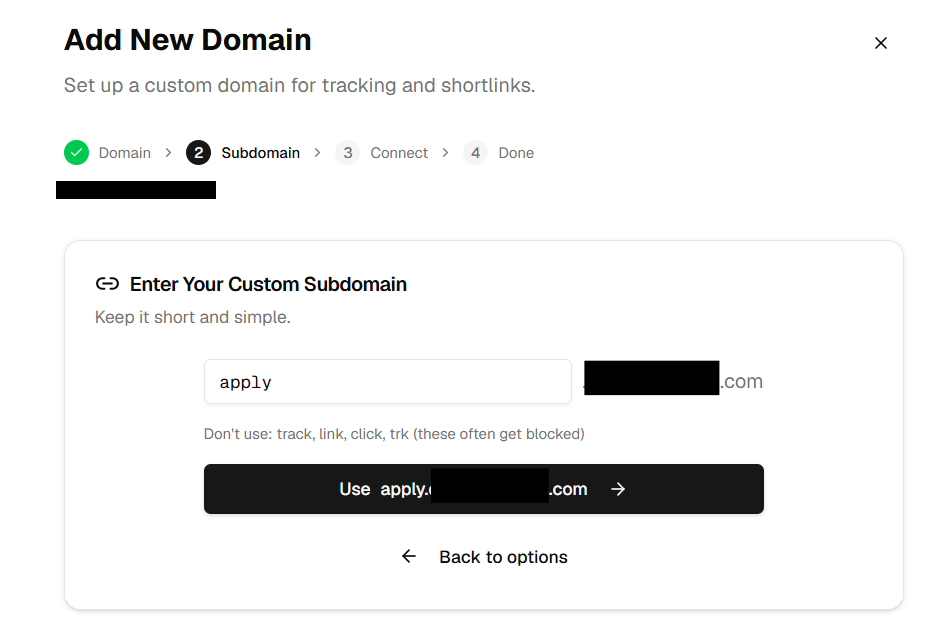 Add New Domain
Set up a custom domain for tracking and shortlinks.
Domain 2 Subdomain 3 Connect 4 Done
Enter Your Custom Subdomain
Keep it short and simple.
apply .com
Don't use: track, link, click, trk (these often get blocked)
Use apply. .com
Back to options